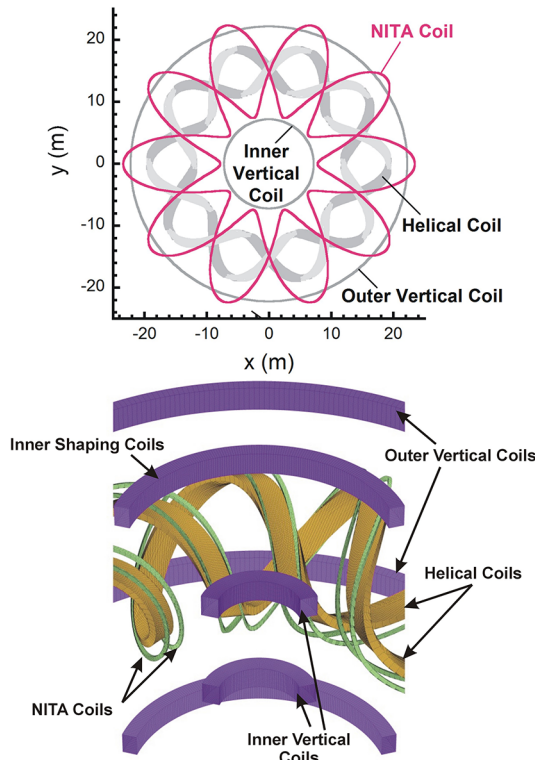 20
10
0
-10
-20
y (m)
NITA Coil
Inner
Vertical
Coil
Helical Coil
Outer Vertical Coil
-20 -10 0 10 20
x (m)
Inner Shaping Coils
Outer Vertical Coils
Helical Coils
NITA Coils
Inner Vertical
Coils